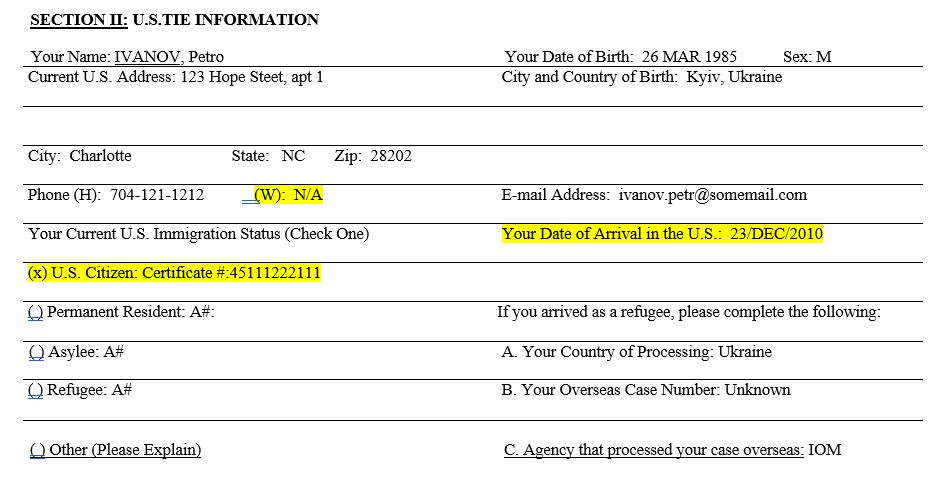 SECTION II: U.S.TIE INFORMATION
Your Name: IVANOV, Petro Your Date of Birth: 26 MAR 1985 Sex: M
Current U.S. Address: 123 Hope Steet, apt 1 City and Country of Birth: Kyiv, Ukraine
City: Charlotte State: NC Zip: 28202
Phone (H): 704-121-1212 (W): N/A E-mail Address: ivanov.petr@somemail.com
Your Current U.S. Immigration Status (Check One) Your Date of Arrival in the U.S.: 23/DEC/2010
(x) U.S. Citizen: Certificate #:45111222111
() Permanent Resident: A#: If you arrived as a refugee, please complete the following:
() Asylee: A# A. Your Country of Processing: Ukraine
() Refugee: A# B. Your Overseas Case Number: Unknown
() Other (Please Explain) C. Agency that processed your case overseas: IOM